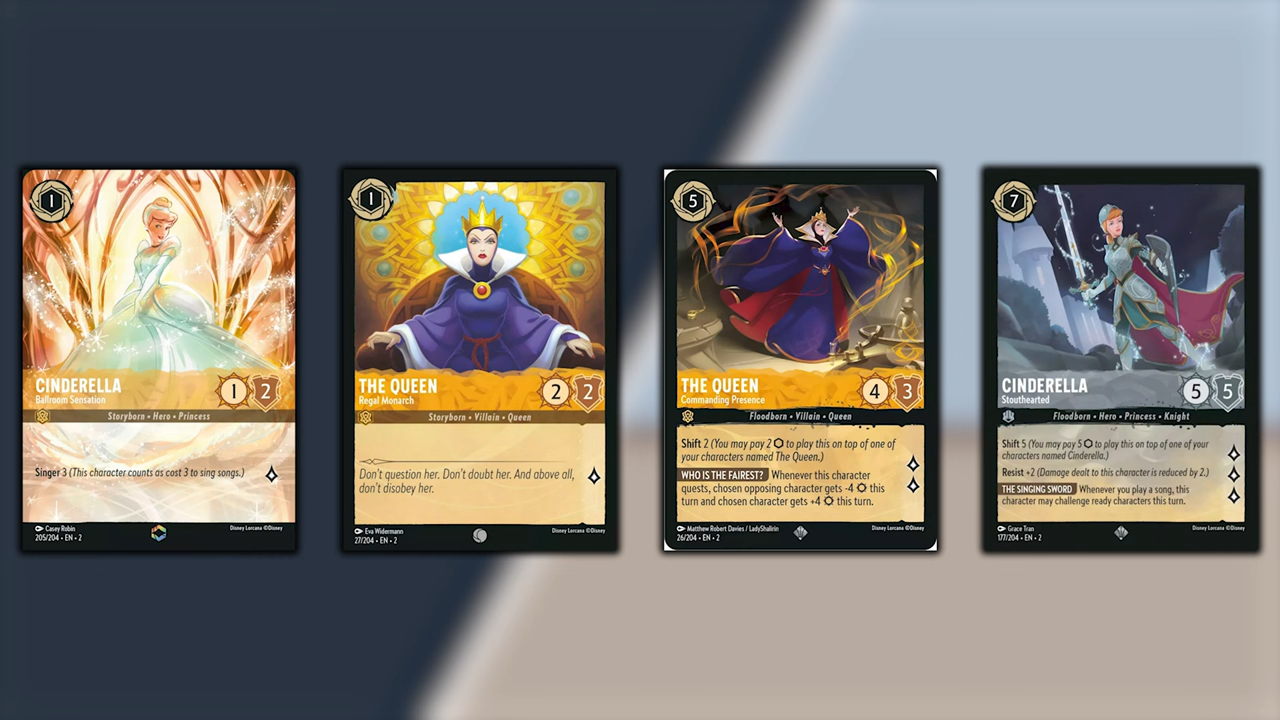 1
CINDERELLA
Ballroom Sensation
1
2
Storyborn • Hero • Princess
Singer 3 (This character counts as cost 3 to sing songs.)
Casey Robin
205/204 • EN • 2
Disney Lorcana ©Disney
1
THE QUEEN
Regal Monarch
2
2
Storyborn • Villain • Queen
Don't question her. Don't doubt her. And above all,
don't disobey her.
Eva Widermann
27/204 • EN • 2
Disney Lorcana ©Disney
5
THE QUEEN
Commanding Presence
4
3
Floodborn • Villain • Queen
Shift 2 (You may pay 2 to play this on top of one of
your characters named The Queen.)
WHO IS THE FAIREST? Whenever this character
quests, chosen opposing character gets -4 this
turn and chosen character gets +4 this turn.
Matthew Robert Davies / LadyShalirin
26/204 • EN • 2
Disney Lorcana ©Disney
7
CINDERELLA
Stouthearted
5
5
Floodborn • Hero • Princess • Knight
Shift 5 (You may pay 5 to play this on top of one of your
characters named Cinderella.)
Resist +2 (Damage dealt to this character is reduced by 2.)
THE SINGING SWORD Whenever you play a song, this
character may challenge ready characters this turn.
Grace Tran
177/204 • EN • 2
Disney Lorcana ©Disney